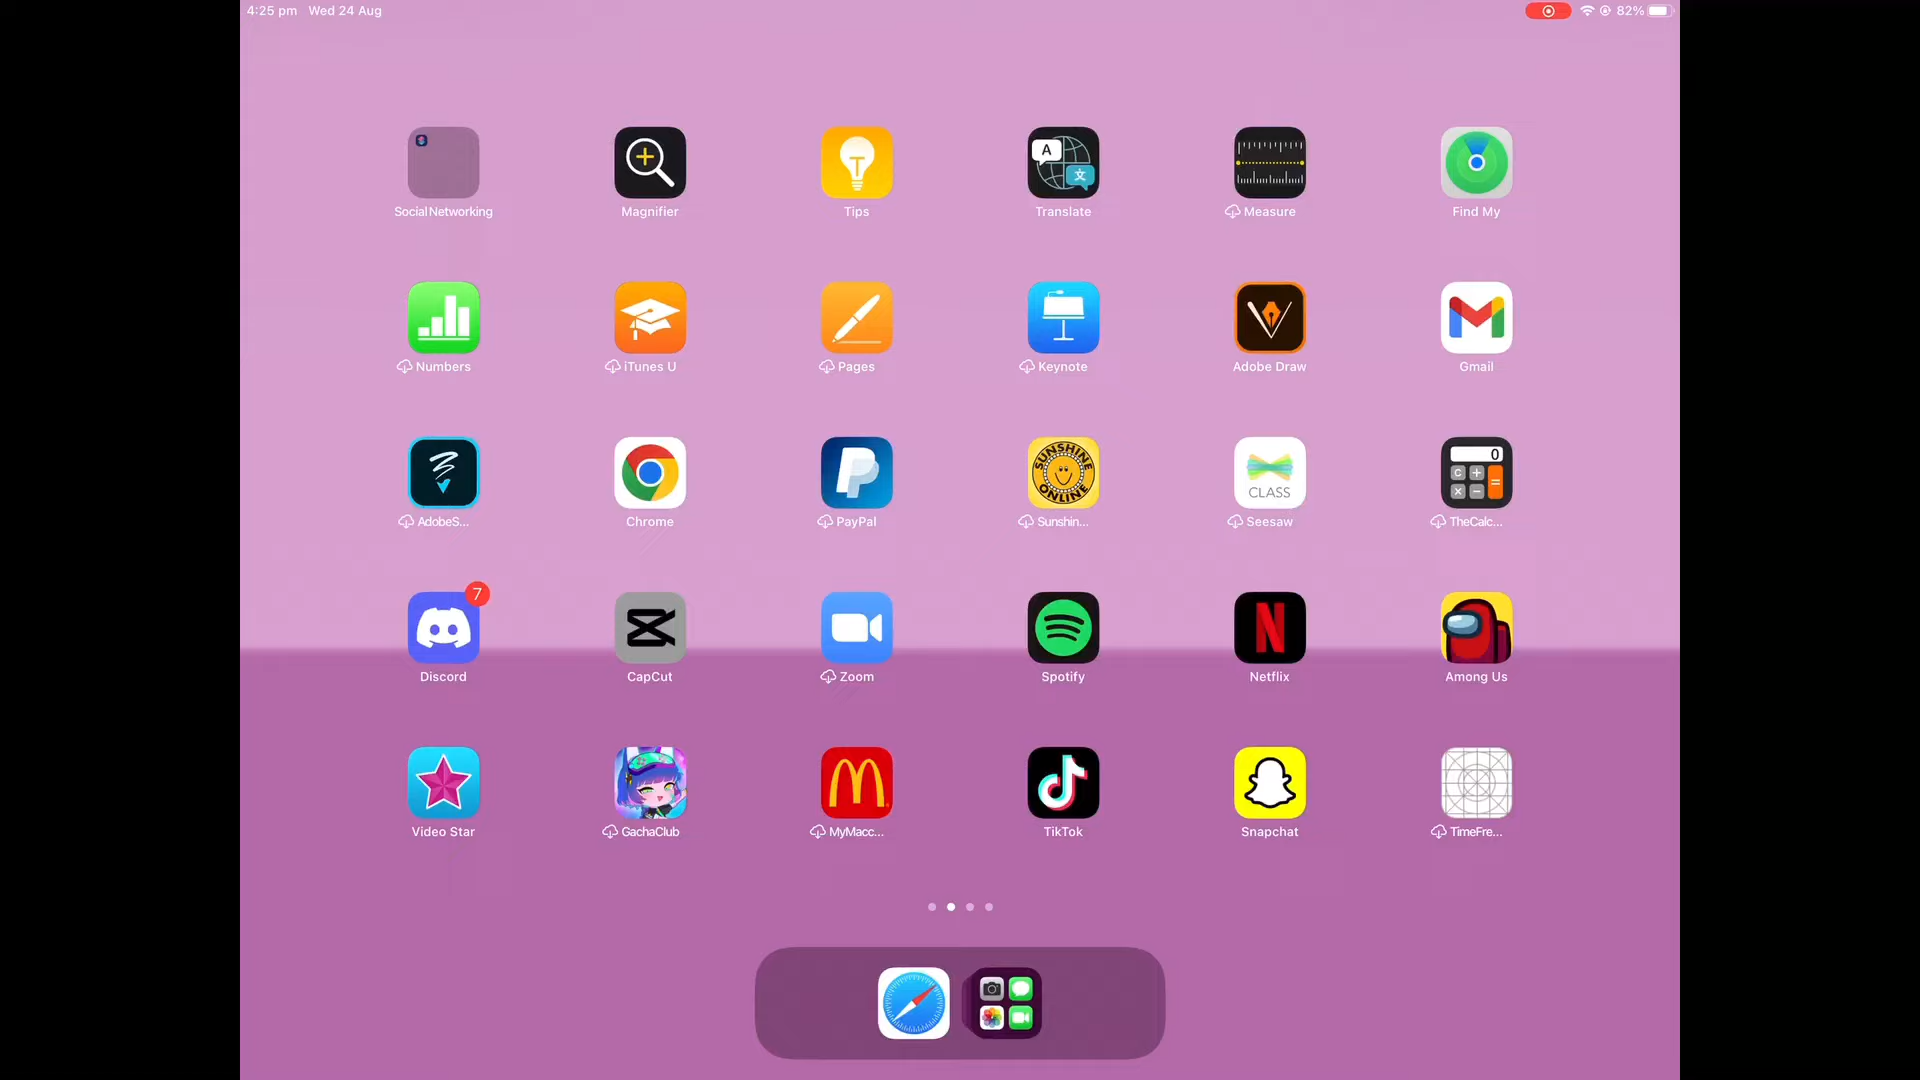 4:25 pm Wed 24 Aug
82%
Social Networking
Magnifier
Tips
A
文
Translate
Measure
Find My
Numbers
iTunes U
Pages
Keynote
Adobe Draw
Gmail
AdobeS...
Chrome
PayPal
SUNSHINE
ONLINE
Sunshin...
CLASS
Seesaw
0
C +
=
X −
TheCalc...
7
Discord
CapCut
Zoom
Spotify
Netflix
Among Us
Video Star
GachaClub
MyMacc...
TikTok
Snapchat
TimeFre...